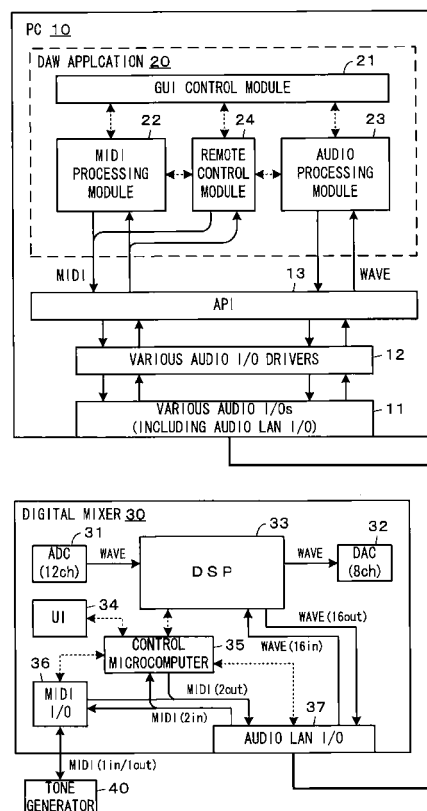 PC 10
DAW APPLCATION 20
21
GUI CONTROL MODULE
22
24
23
MIDI
PROCESSING
MODULE
REMOTE
CONTROL
MODULE
AUDIO
PROCESSING
MODULE
MIDI
13
WAVE
API
VARIOUS AUDIO I/O DRIVERS
12
VARIOUS AUDIO I/Os
(INCLUDING AUDIO LAN I/O)
11
DIGITAL MIXER 30
31
33
32
ADC
(12ch)
WAVE
DSP
WAVE
DAC
(8ch)
UI
34
WAVE(16out)
WAVE(16in)
35
CONTROL
MICROCOMPUTER
36
MIDI
I/O
MIDI(2out)
MIDI(2in)
37
AUDIO LAN I/O
MIDI(1in/1out)
40
TONE
GENERATOR